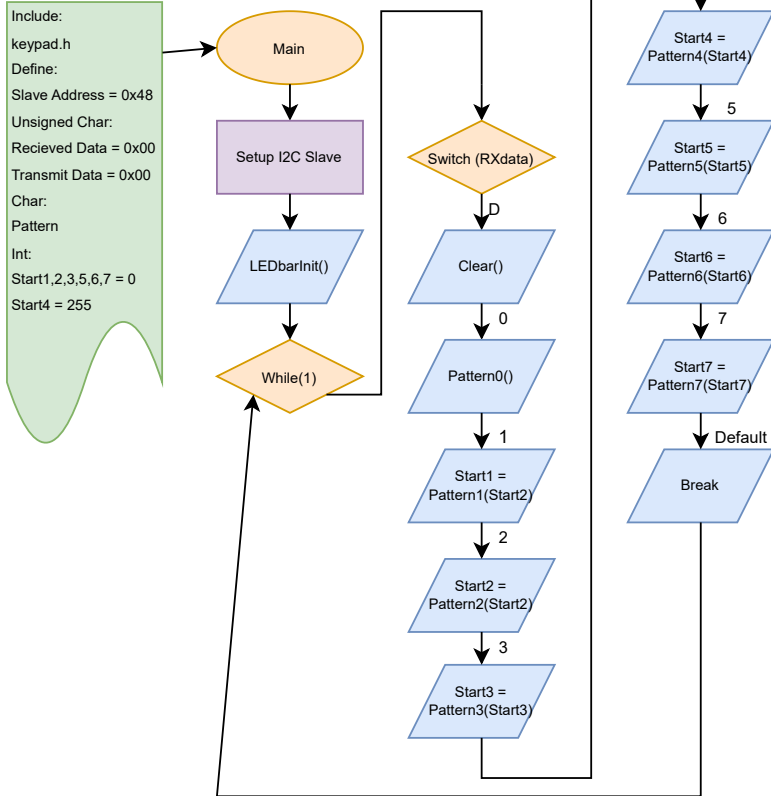 Include:
keypad.h
Define:
Slave Address = 0x48
Unsigned Char:
Recieved Data = 0x00
Transmit Data = 0x00
Char:
Pattern
Int:
Start1,2,3,5,6,7 = 0
Start4 = 255
Main
Setup I2C Slave
LEDbarInit()
While(1)
Switch (RXdata)
D
Clear()
0
Pattern0()
1
Start1 =
Pattern1(Start2)
2
Start2 =
Pattern2(Start2)
3
Start3 =
Pattern3(Start3)
Start4 =
Pattern4(Start4)
5
Start5 =
Pattern5(Start5)
6
Start6 =
Pattern6(Start6)
7
Start7 =
Pattern7(Start7)
Default
Break